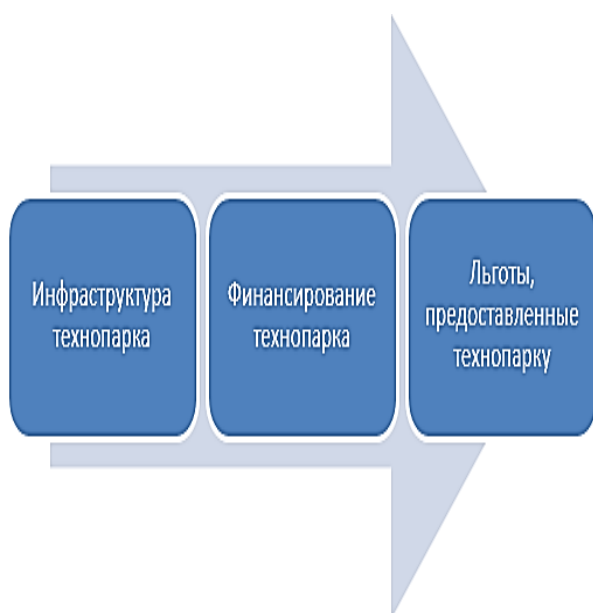 Инфраструктура
технопарка
Финансирование
технопарка
Льготы,
предоставленные
технопарку